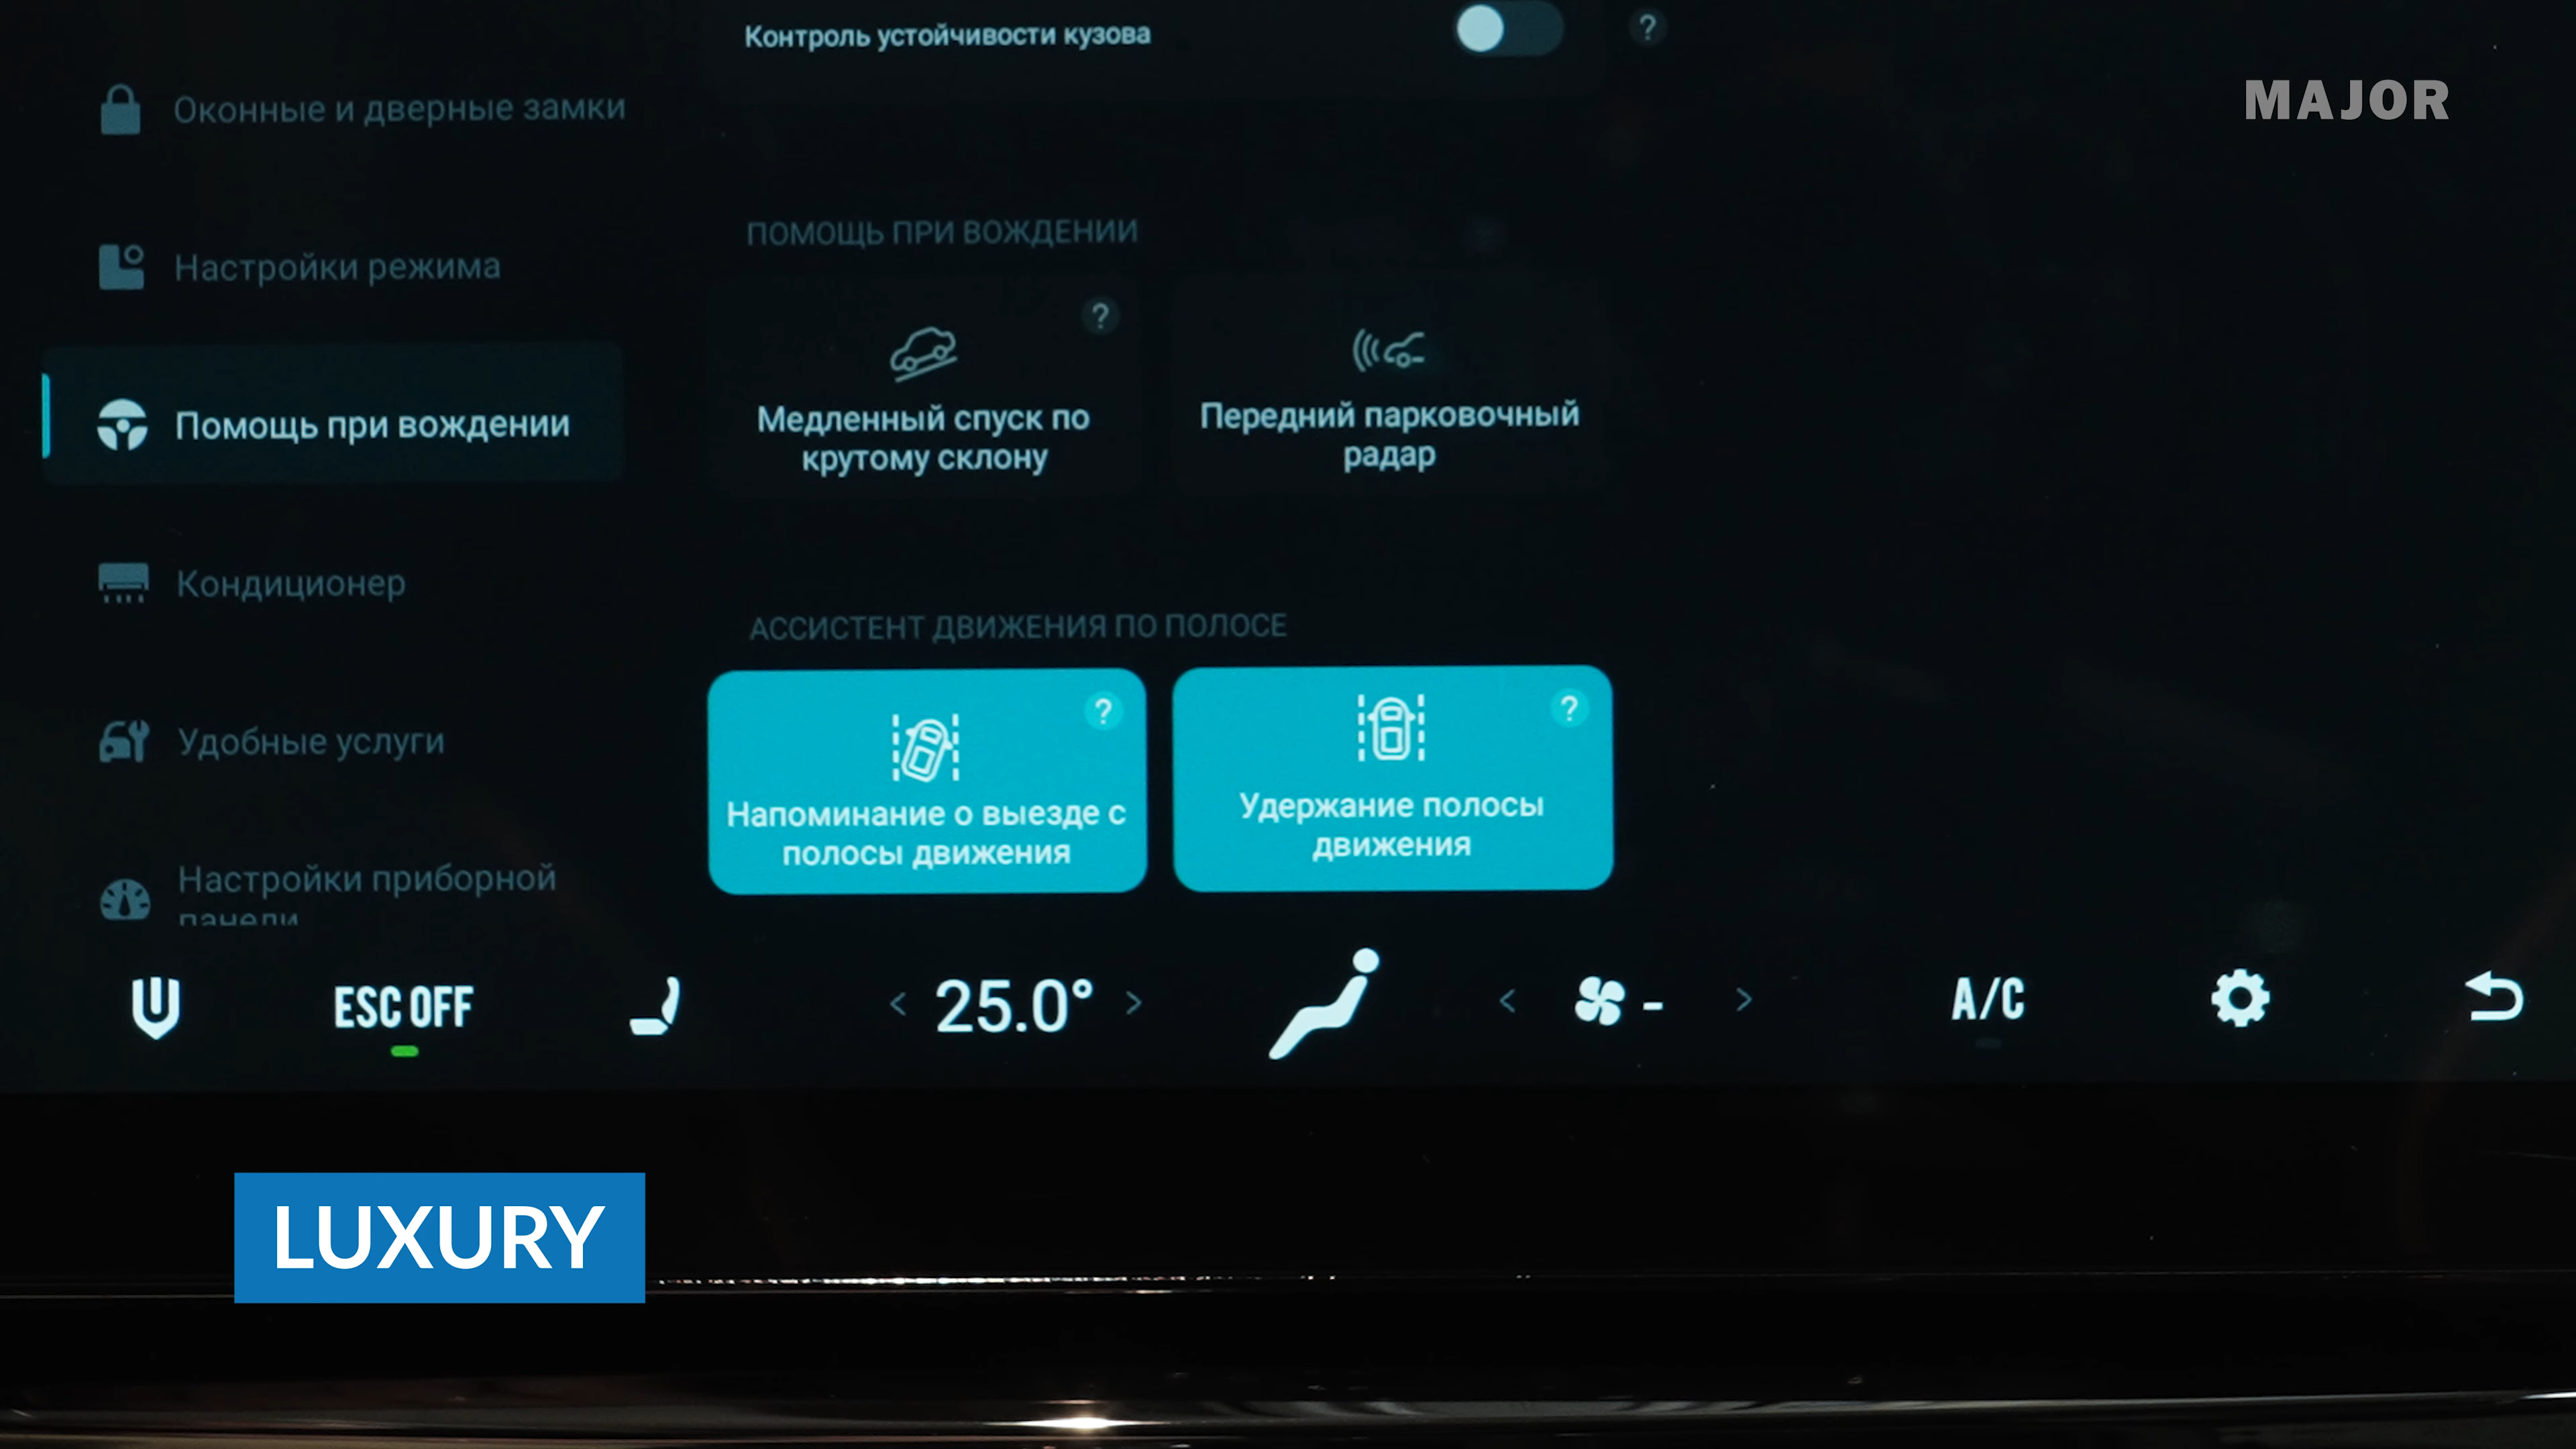 Контроль устойчивости кузова
?
MAJOR
Оконные и дверные замки
Настройки режима
Помощь при вождении
Кондиционер
Удобные услуги
Настройки приборной
панели
ПОМОЩЬ ПРИ ВОЖДЕНИИ
?
Медленный спуск по
крутому склону
Передний парковочный
радар
АССИСТЕНТ ДВИЖЕНИЯ ПО ПОЛОСЕ
?
Напоминание о выезде с
полосы движения
?
Удержание полосы
движения
ESC OFF
< 25.0° >
< - >
A/C
LUXURY